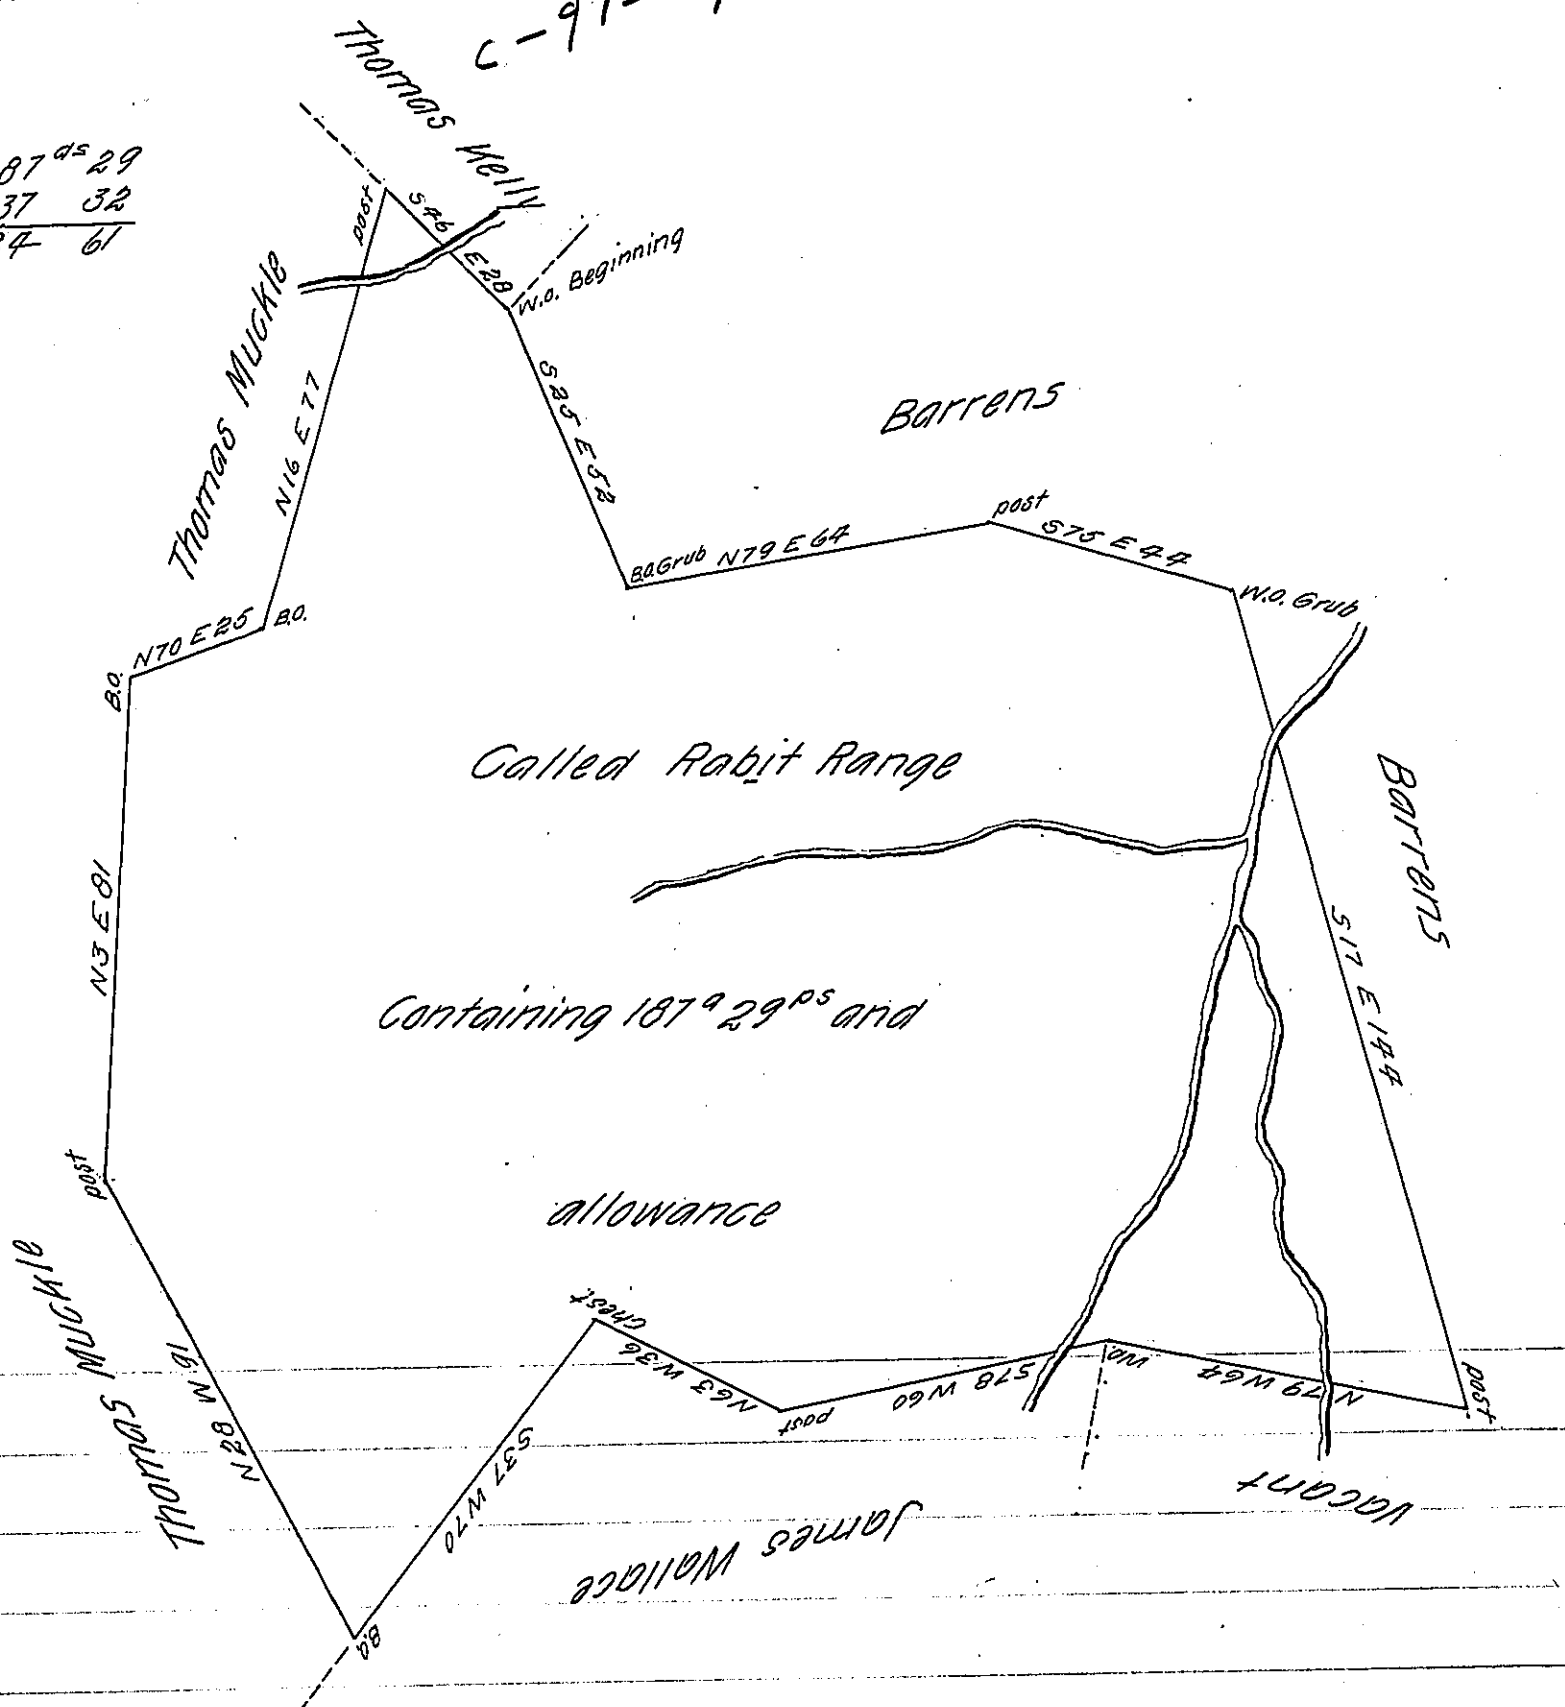 C-91-
87 as 29
37 32
61
Thomas Kelly
post
S46 E28
W.O. Beginning
Thomas Muckle
N16 E77
S25 E52
Barrens
B.O. Grub
N79 E64
post
S75 E44
W.O. Grub
N70 E25
B.O.
B.O.
Called Rabit Range
Barrens
N3 E81
S17 E144
Containing 187a 29ps and
post
allowance
Thomas Muckle
N28 W91
Chest.
N63 W36
post
S78 W60
W.O.
N79 W64
post
S37 W70
Vacant
James Wallace
B.O.